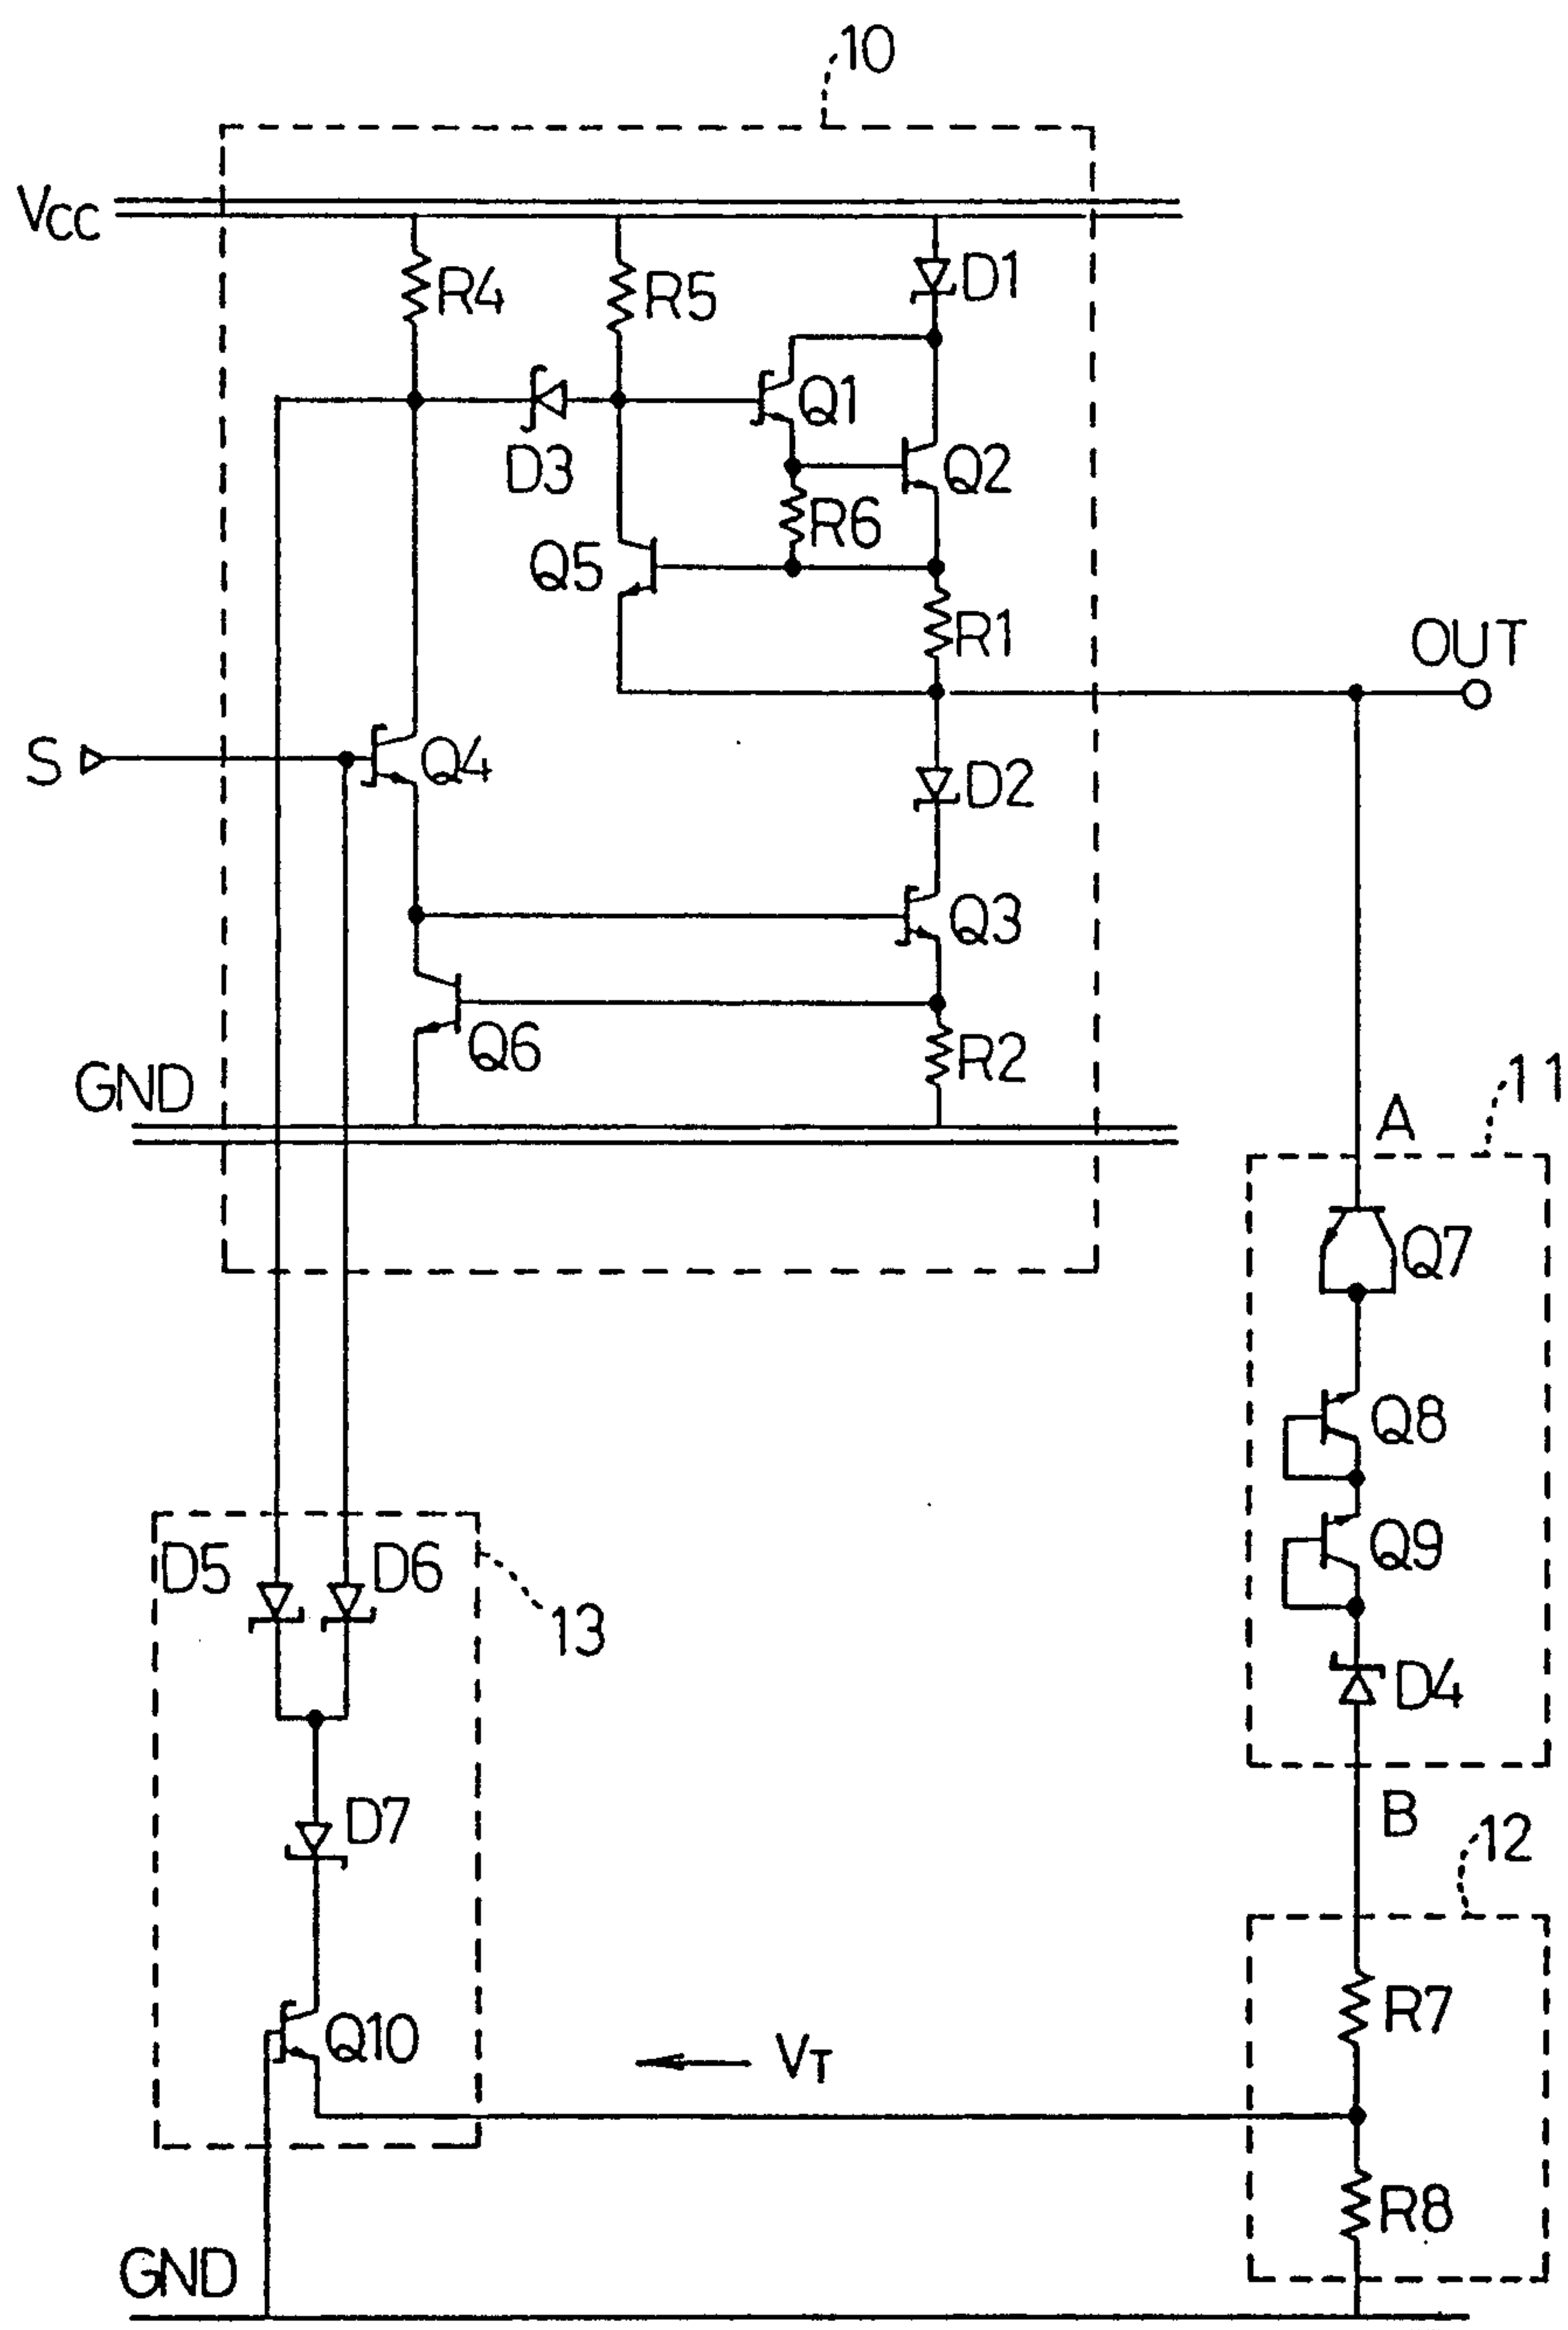 10
VCC
R4
R5
D1
Q1
D3
Q2
R6
Q5
R1
OUT
S
Q4
D2
Q3
Q6
R2
GND
11
A
Q7
Q8
Q9
D5
D6
13
D4
D7
B
12
R7
Q10
VT
R8
GND